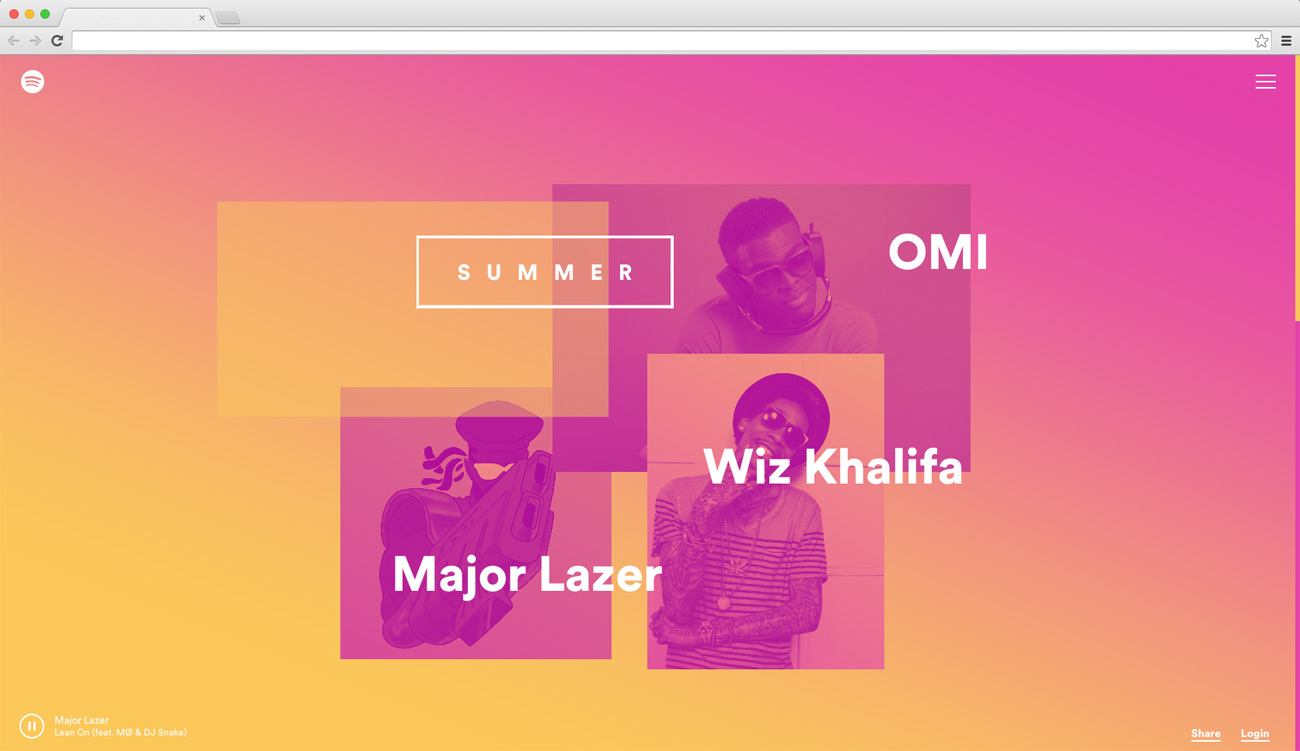 SUMMER
OMI
Wiz Khalifa
Major Lazer
Major Lazer
Lean On (feat. MØ & DJ Snake)
Share
Login